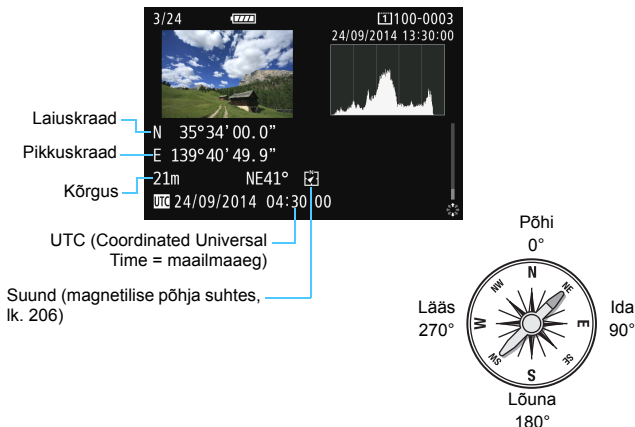 3/24
1 100-0003
24/09/2014 13:30:00
Laiuskraad
N 35°34'00.0"
Pikkuskraad
E 139°40'49.9"
Kõrgus
21m NE41°
UTC 24/09/2014 04:30:00
UTC (Coordinated Universal
Time = maailmaaeg)
Suund (magnetilise põhja suhtes,
lk. 206)
Põhi
0°
N
NW
NE
Lääs
270°
W
E
Ida
90°
SW
SE
S
Lõuna
180°